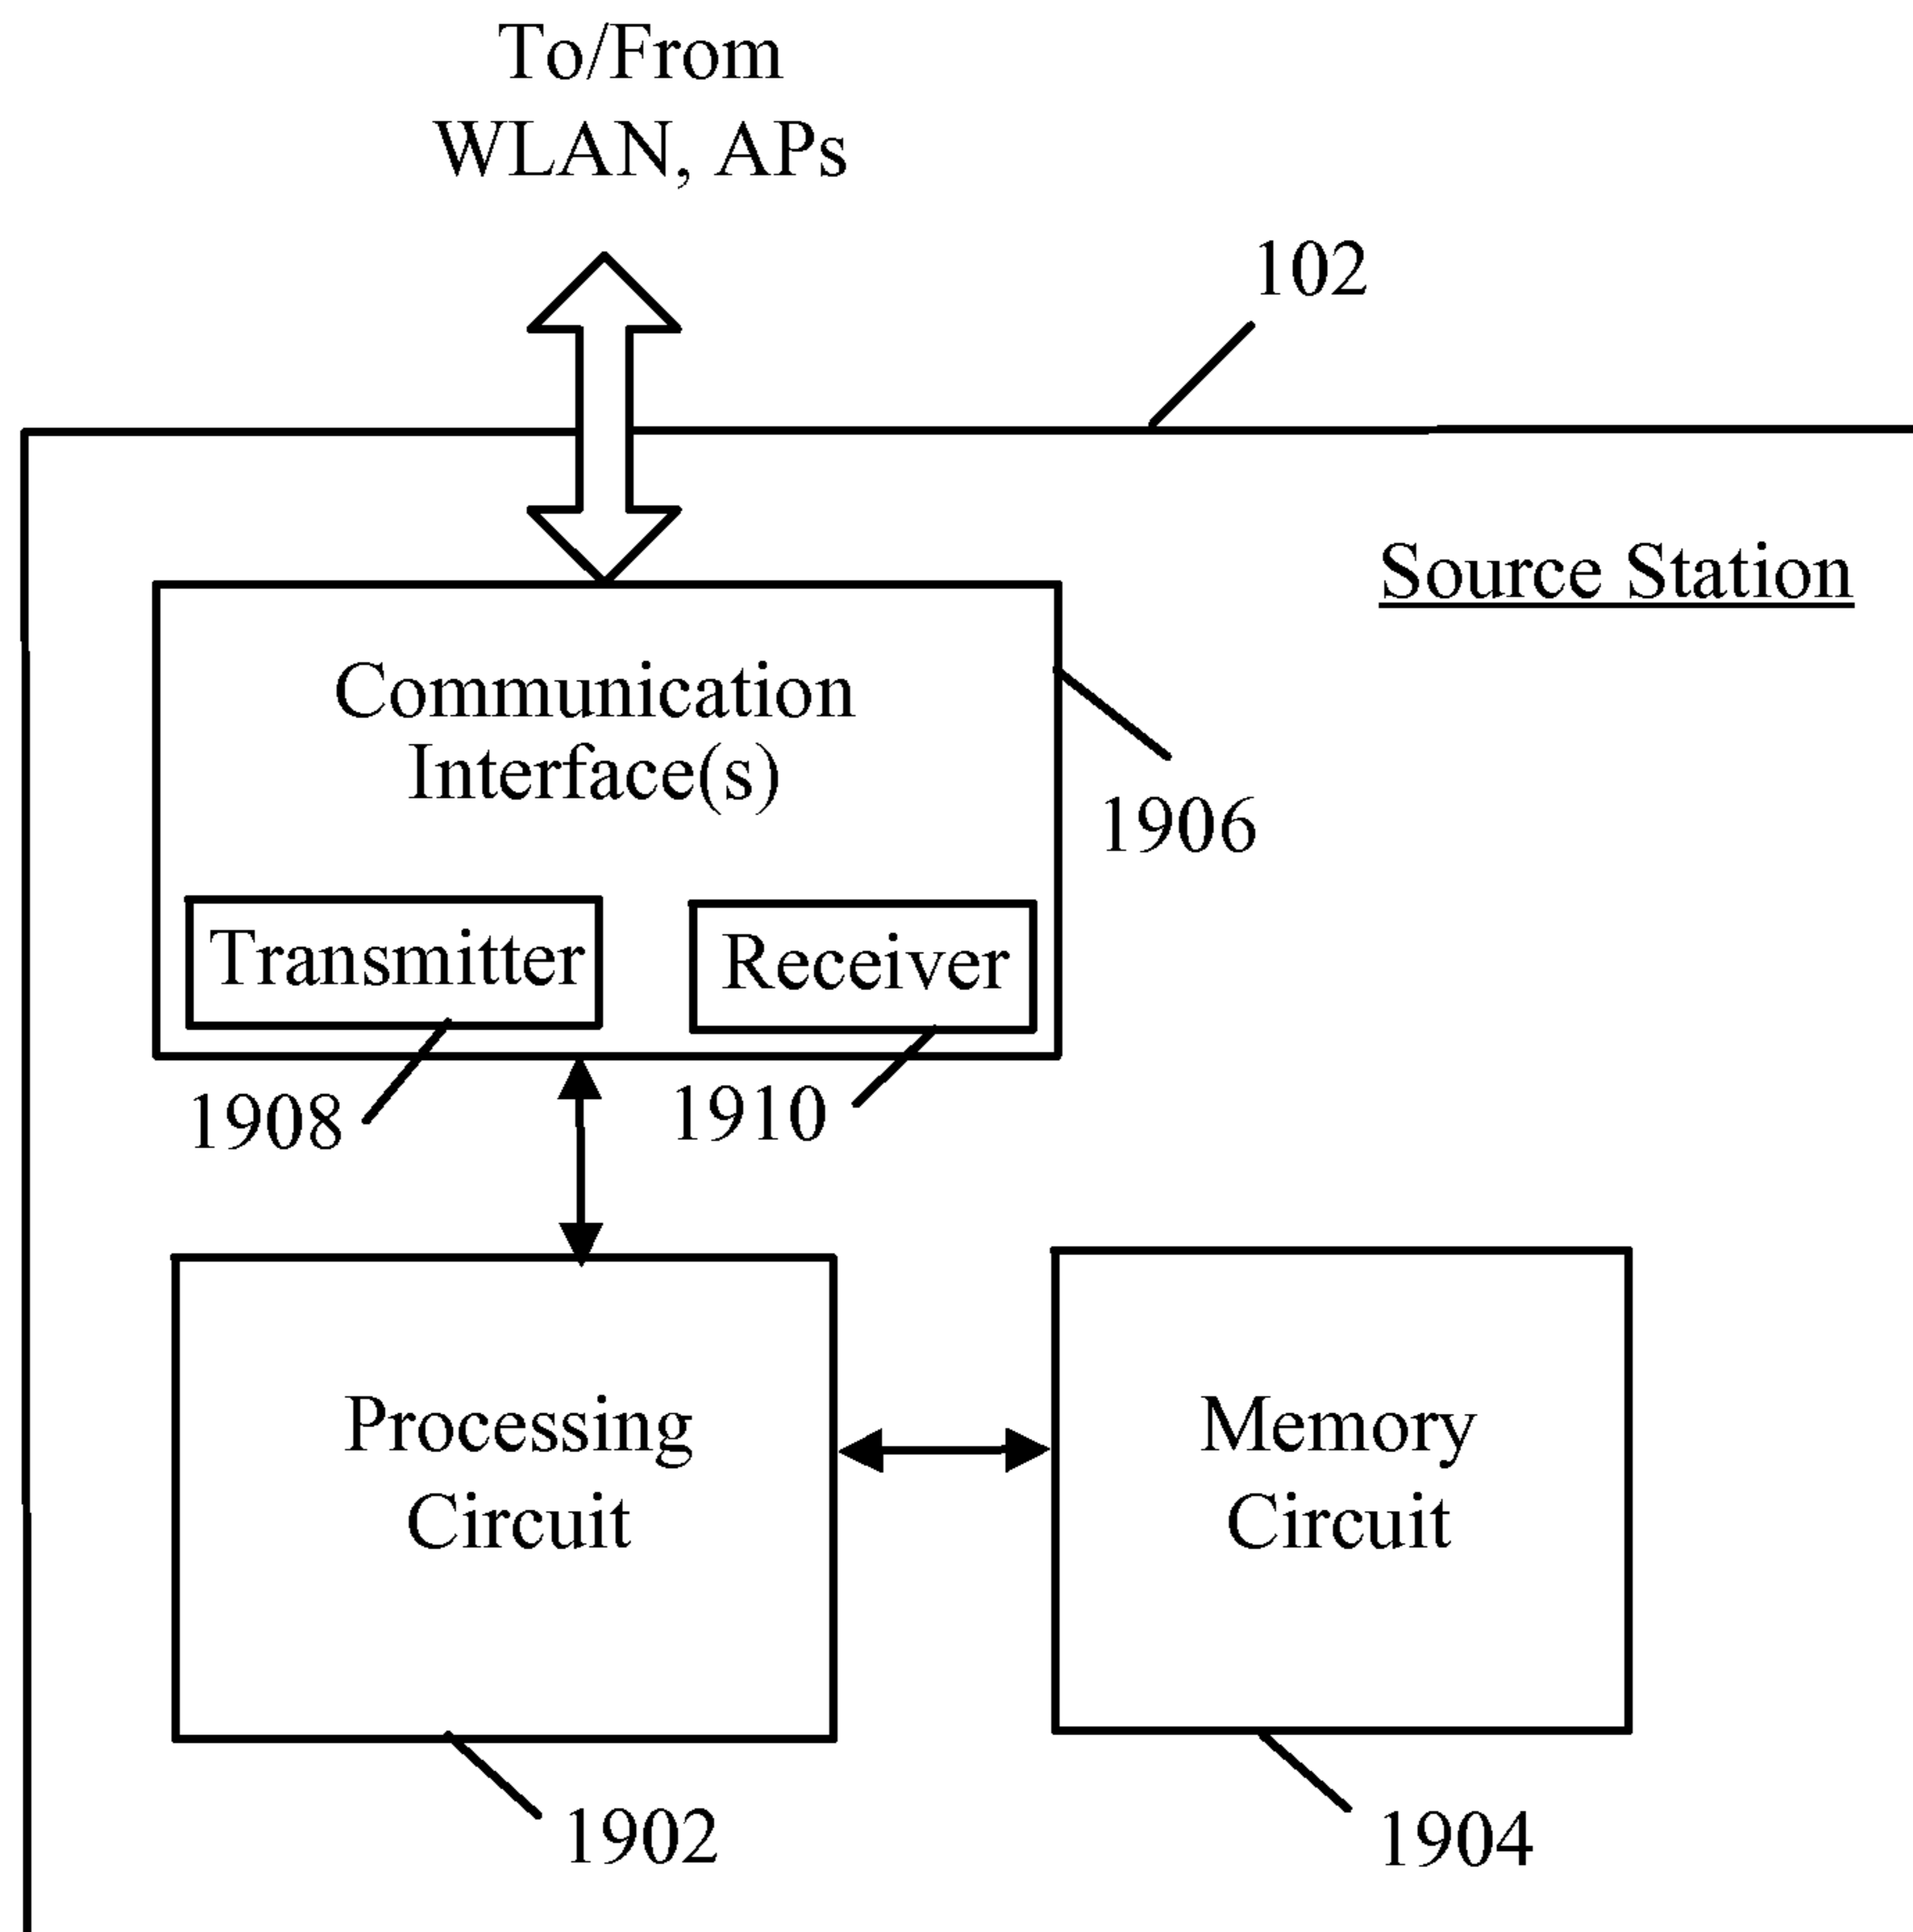 To/From
WLAN, APs
102
Source Station
Communication
Interface(s)
1906
Transmitter
Receiver
1908
1910
Processing
Circuit
Memory
Circuit
1902
1904